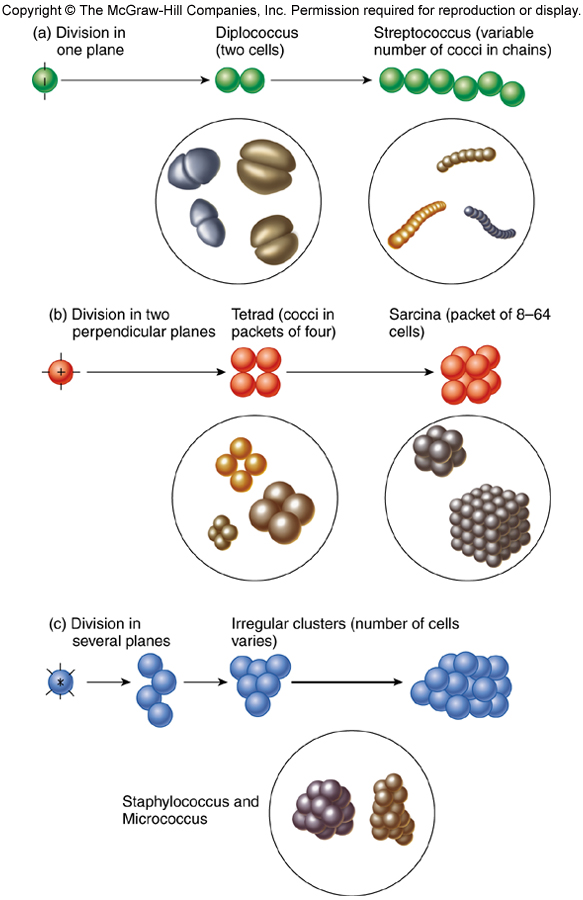 Copyright © The McGraw-Hill Companies, Inc. Permission required for reproduction or display.
(a) Division in
one plane
Diplococcus
(two cells)
Streptococcus (variable
number of cocci in chains)
(b) Division in two
perpendicular planes
Tetrad (cocci in
packets of four)
Sarcina (packet of 8–64
cells)
(c) Division in
several planes
Irregular clusters (number of cells
varies)
Staphylococcus and
Micrococcus